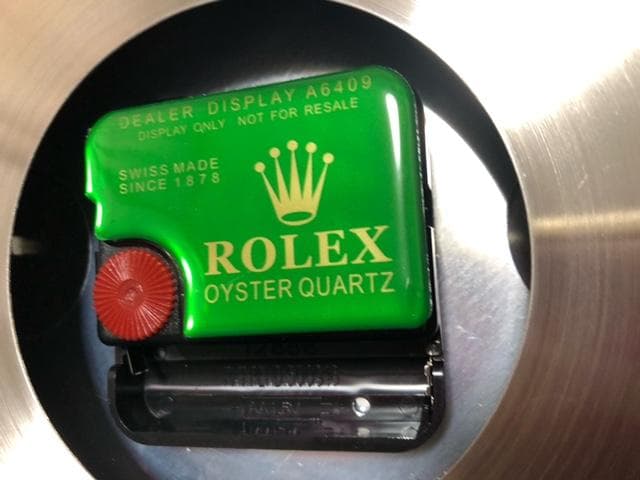 DEALER DISPLAY A6409
DISPLAY ONLY NOT FOR RESALE
SWISS MADE
SINCE 1878
ROLEX
OYSTER QUARTZ